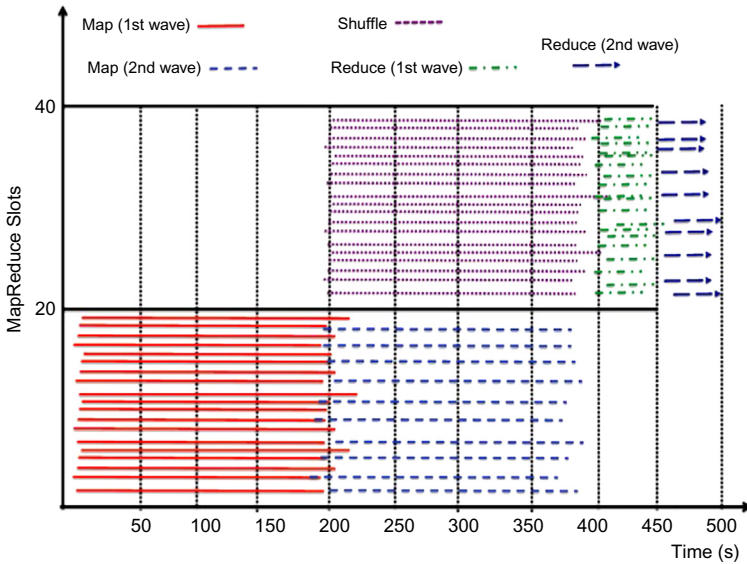 Map (1st wave)
Shuffle
Reduce (2nd wave)
Map (2nd wave)
Reduce (1st wave)
40
20
MapReduce Slots
50 100 150 200 250 300 350 400 450 500
Time (s)